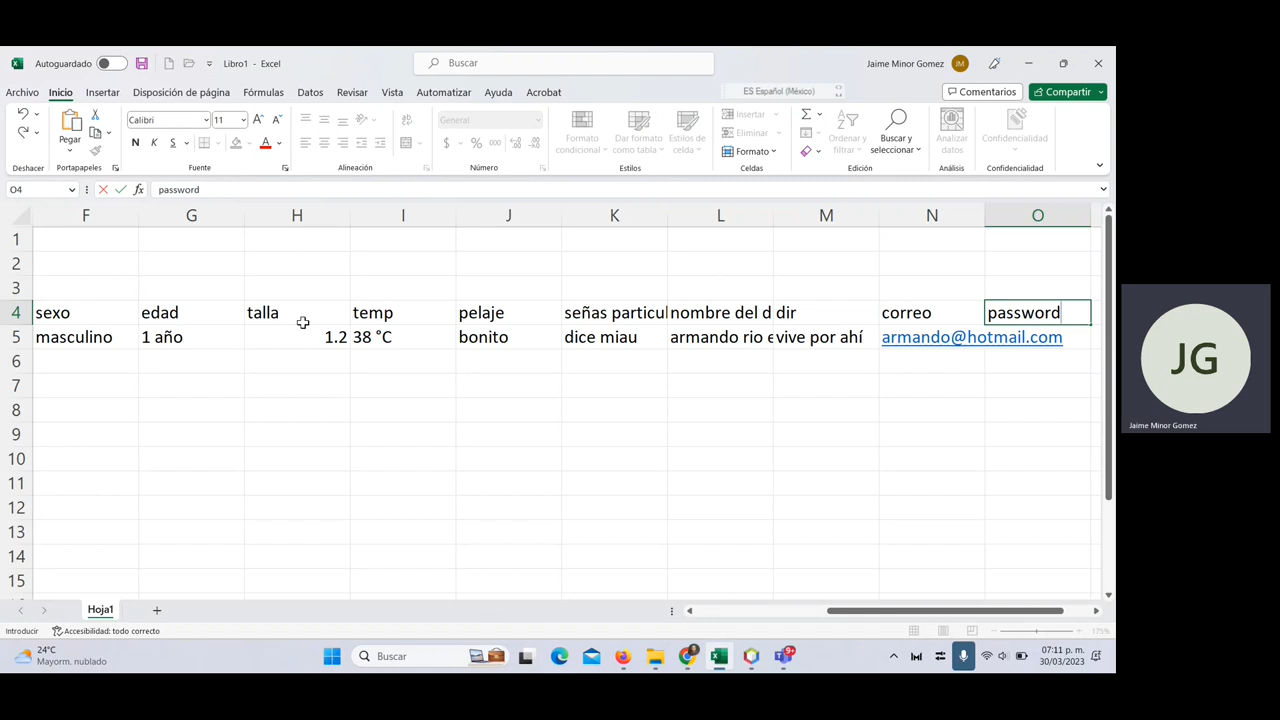 Autoguardado Libro1 - Excel Buscar Jaime Minor Gomez JM
Archivo Inicio Insertar Disposición de página Fórmulas Datos Revisar Vista Automatizar Ayuda Acrobat ES Español (México) Comentarios Compartir
Pegar Calibri 11 General Formato condicional Dar formato como tabla Estilos de celda Insertar Eliminar Formato Ordenar y filtrar Buscar y seleccionar Analizar datos Confidencialidad
N K S $ % 000
Deshacer Portapapeles Fuente Alineación Número Estilos Celdas Edición Análisis Confidencialidad
O4 fx password
F G H I J K L M N O
1
2
3
4 sexo edad talla temp pelaje señas particul nombre del d dir correo password
5 masculino 1 año 1.2 38 °C bonito dice miau armando rio e vive por ahí armando@hotmail.com
6
7
8
9
10
11
12
13
14
15
Hoja1
Introducir Accesibilidad: todo correcto 175%
24°C
Mayorm. nublado
Buscar
9+
07:11 p. m.
30/03/2023
JG
Jaime Minor Gomez